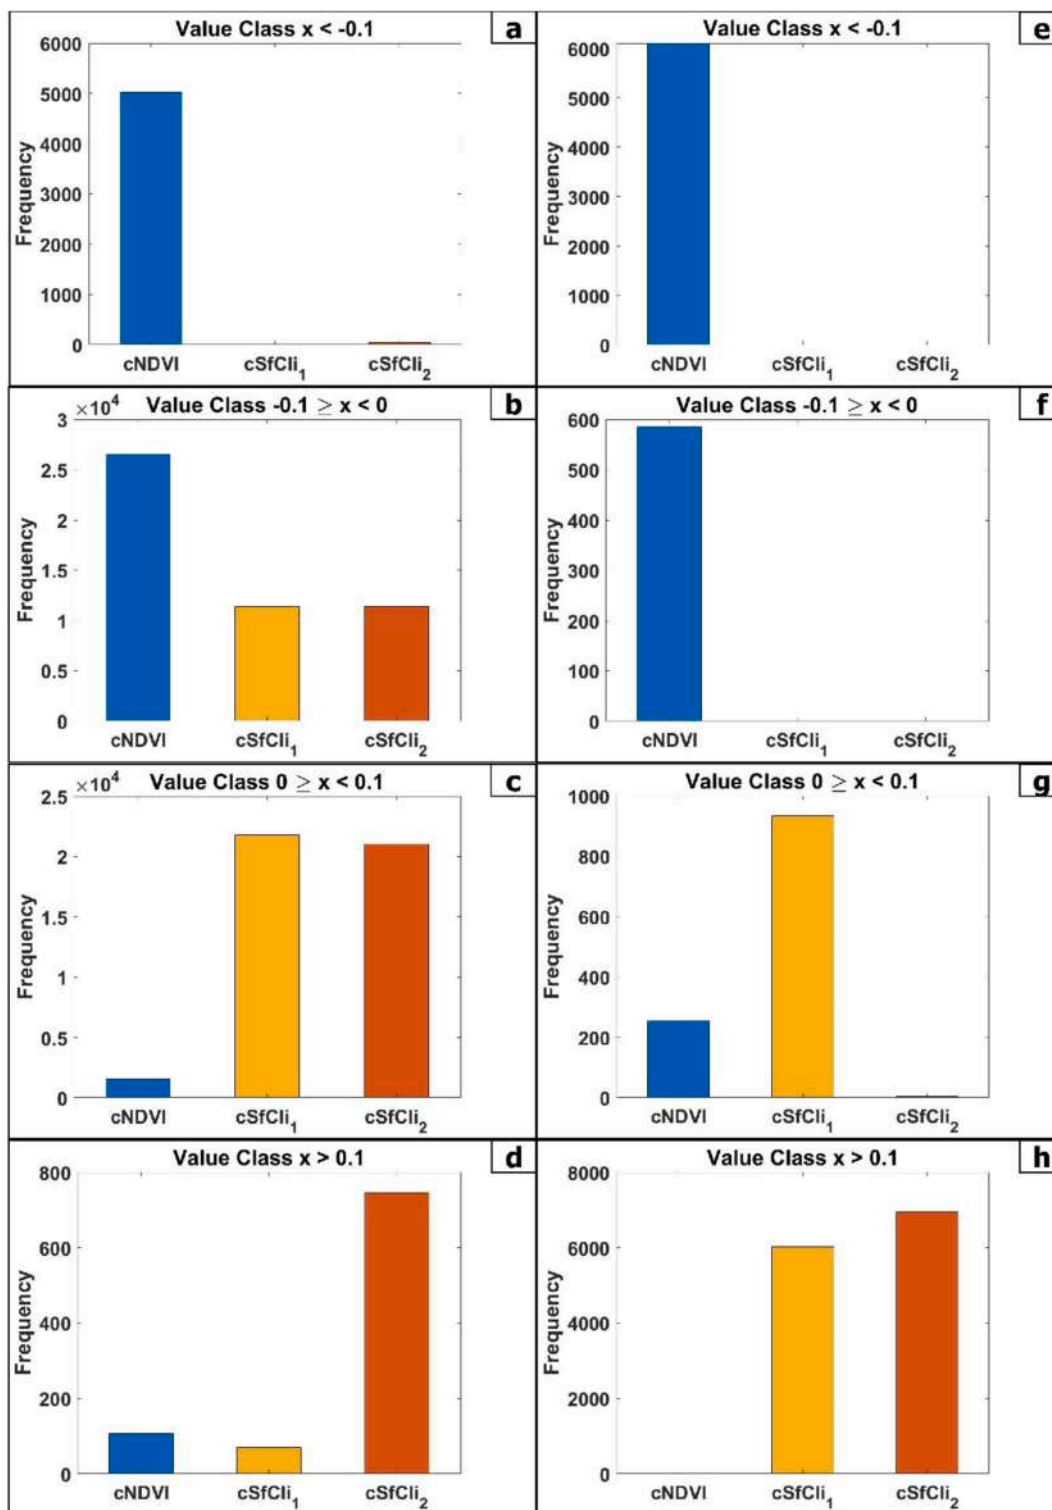 Value Class x < -0.1
a
6000
5000
4000
3000
2000
1000
0
Frequency
cNDVI
cSfCli1
cSfCli2
Value Class x < -0.1
e
6000
5000
4000
3000
2000
1000
0
Frequency
cNDVI
cSfCli1
cSfCli2
×10^4
Value Class -0.1 ≥ x < 0
b
3
2.5
2
1.5
1
0.5
0
Frequency
cNDVI
cSfCli1
cSfCli2
Value Class -0.1 ≥ x < 0
f
600
500
400
300
200
100
0
Frequency
cNDVI
cSfCli1
cSfCli2
×10^4
Value Class 0 ≥ x < 0.1
c
2.5
2
1.5
1
0.5
0
Frequency
cNDVI
cSfCli1
cSfCli2
Value Class 0 ≥ x < 0.1
g
1000
800
600
400
200
0
Frequency
cNDVI
cSfCli1
cSfCli2
Value Class x > 0.1
d
800
600
400
200
0
Frequency
cNDVI
cSfCli1
cSfCli2
Value Class x > 0.1
h
8000
6000
4000
2000
0
Frequency
cNDVI
cSfCli1
cSfCli2